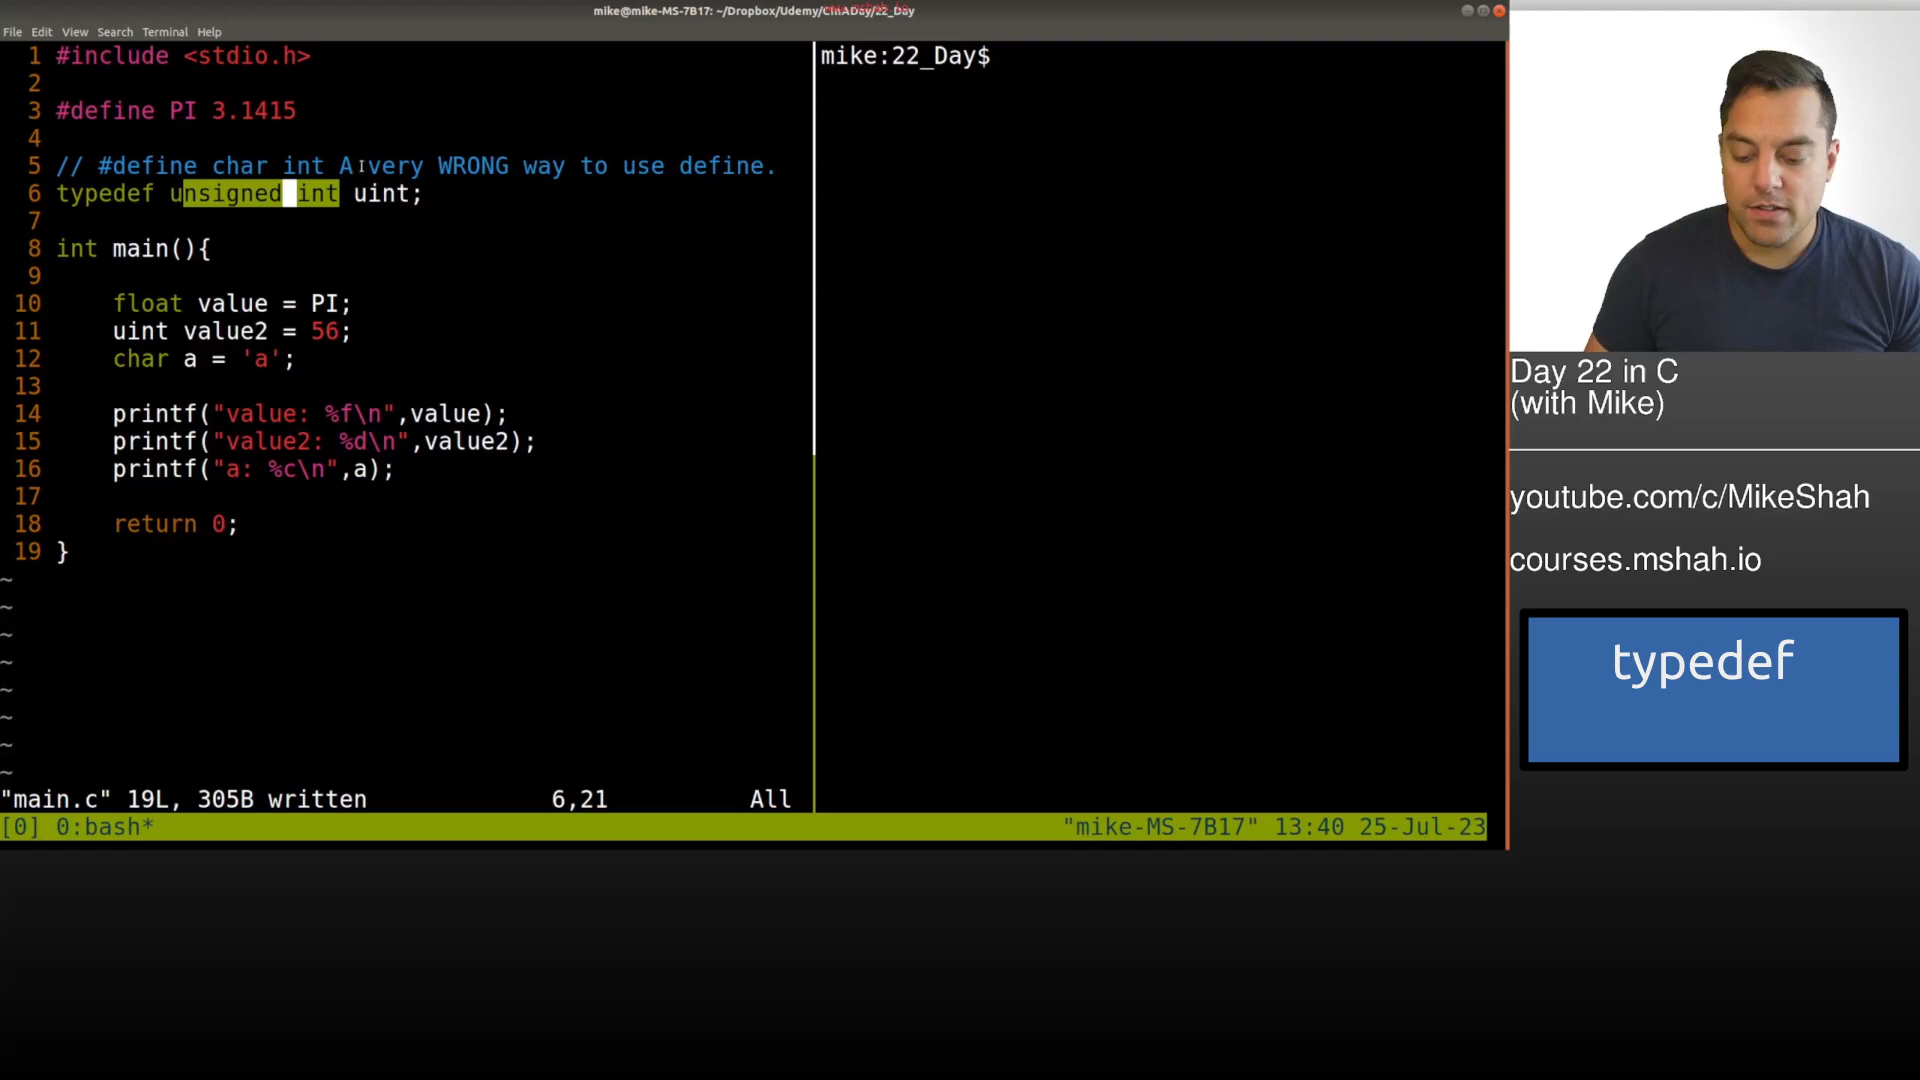 mike@mike-MS-7B17: ~/Dropbox/Udemy/CInADay/22_Day
File Edit View Search Terminal Help
1 #include <stdio.h>
2
3 #define PI 3.1415
4
5 // #define char int A very WRONG way to use define.
6 typedef unsigned int uint;
7
8 int main(){
9
10 float value = PI;
11 uint value2 = 56;
12 char a = 'a';
13
14 printf("value: %f\n",value);
15 printf("value2: %d\n",value2);
16 printf("a: %c\n",a);
17
18 return 0;
19 }
~
~
~
~
~
~
~
~
"main.c" 19L, 305B written 6,21 All
[0] 0:bash* "mike-MS-7B17" 13:40 25-Jul-23
mike:22_Day$
Day 22 in C
(with Mike)
youtube.com/c/MikeShah
courses.mshah.io
typedef